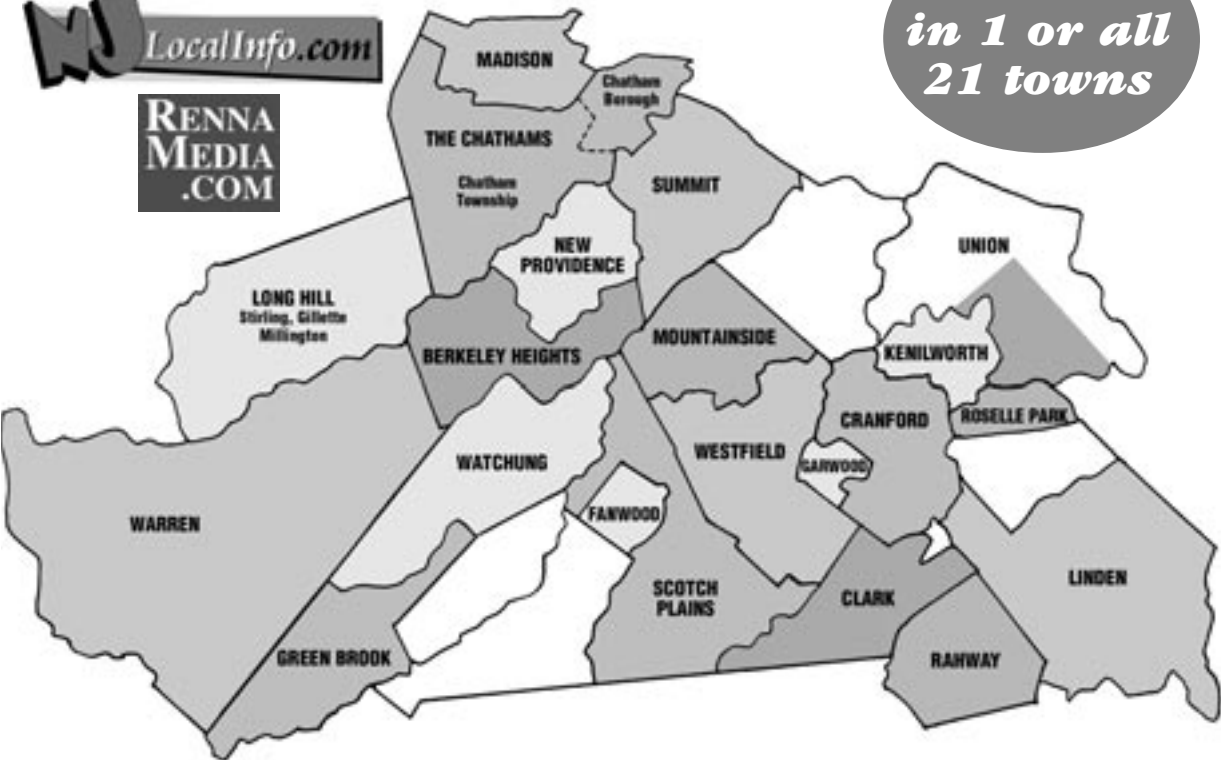 NJ LocalInfo.com
RENNA
MEDIA
.COM
in 1 or all
21 towns
MADISON
Chatham
Borough
THE CHATHAMS
Chatham
Township
SUMMIT
NEW
PROVIDENCE
UNION
LONG HILL
Stirling, Gillette
Millington
BERKELEY HEIGHTS
MOUNTAINSIDE
KENILWORTH
CRANFORD
ROSELLE PARK
WATCHUNG
WESTFIELD
GARWOOD
WARREN
FANWOOD
SCOTCH
PLAINS
CLARK
LINDEN
GREEN BROOK
RAHWAY